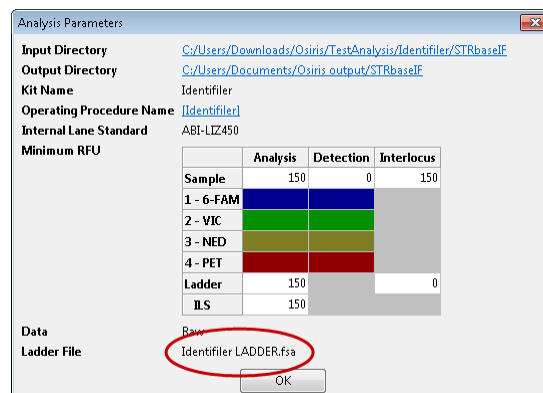 Analysis Parameters
Input Directory C:/Users/Downloads/Osiris/TestAnalysis/Identifiler/STRbaseIF
Output Directory C:/Users/Documents/Osiris output/STRbaseIF
Kit Name Identifiler
Operating Procedure Name [Identifiler]
Internal Lane Standard ABI-LIZ450
Minimum RFU
Analysis Detection Interlocus
Sample 150 0 150
1 - 6-FAM
2 - VIC
3 - NED
4 - PET
Ladder 150 0
ILS 150
Data Raw
Ladder File Identifiler LADDER.fsa
OK